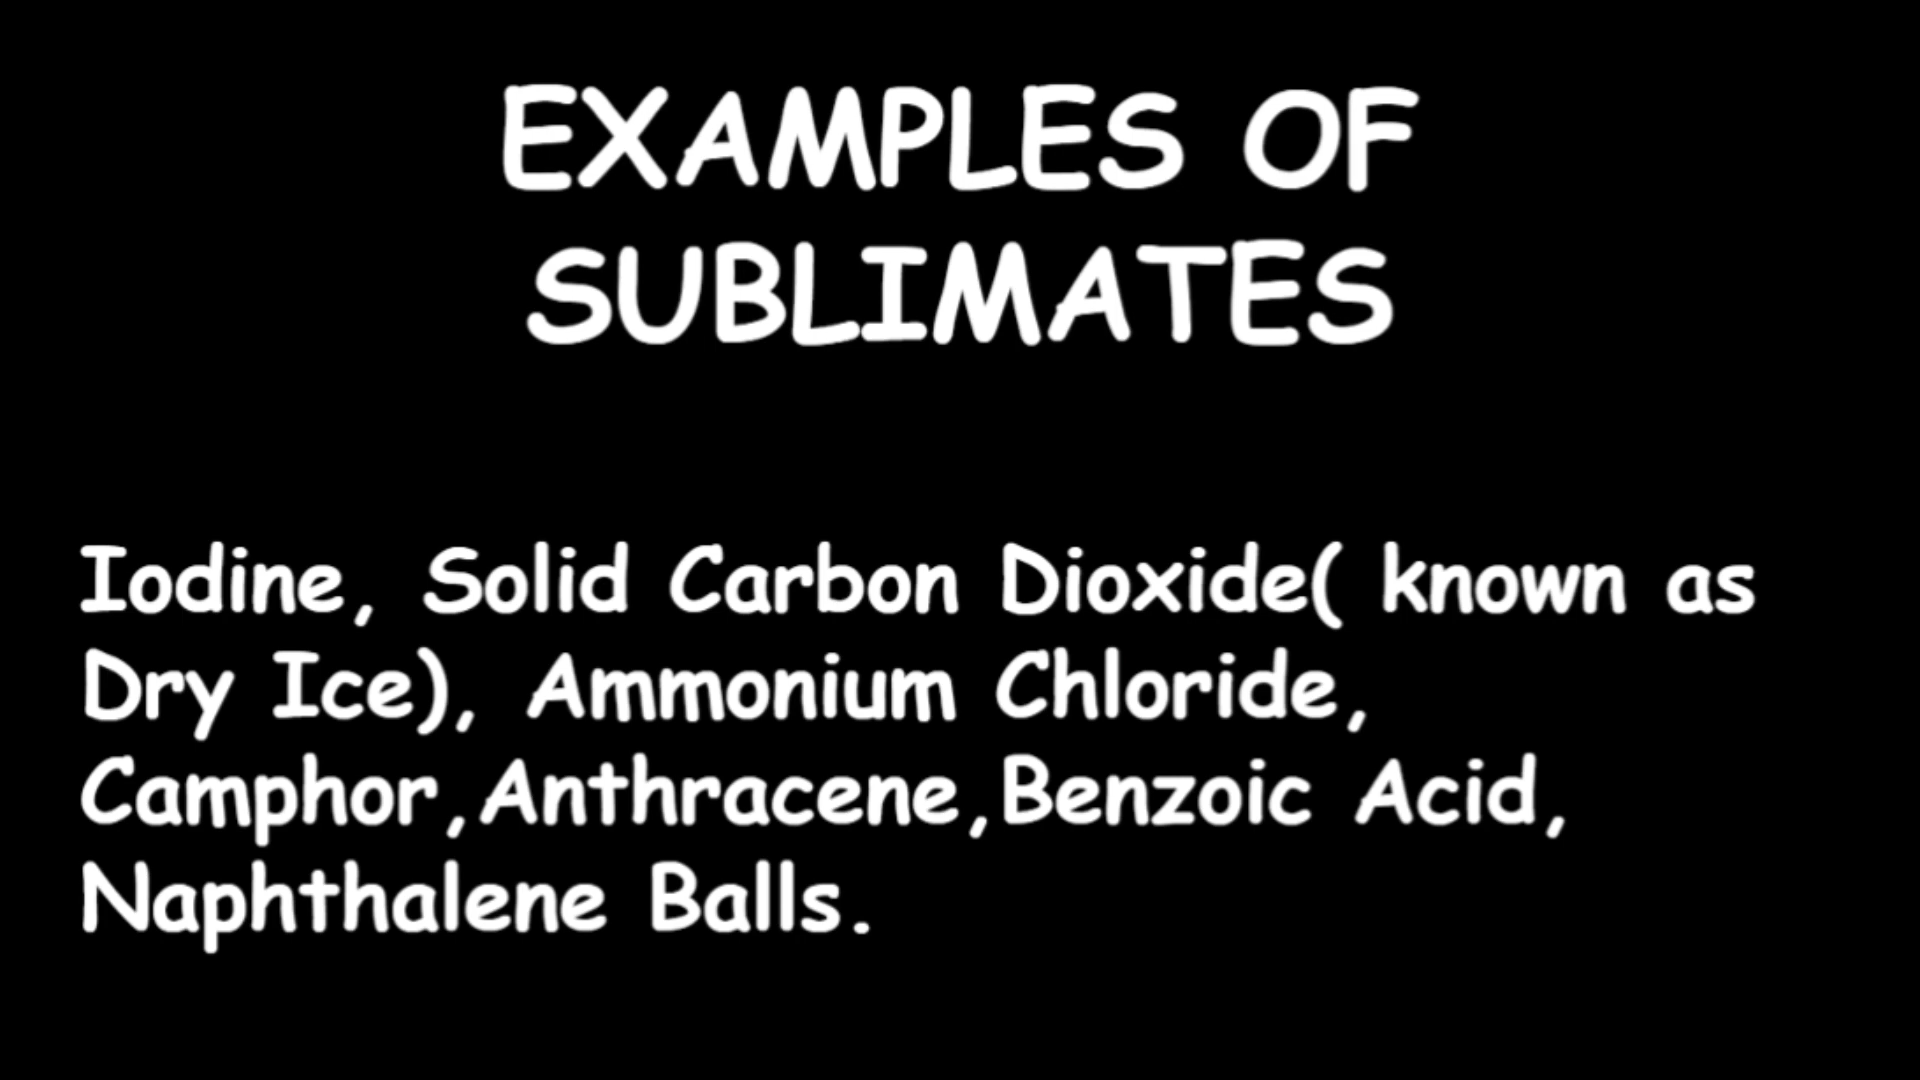 EXAMPLES OF
SUBLIMATES
Iodine, Solid Carbon Dioxide( known as
Dry Ice), Ammonium Chloride,
Camphor,Anthracene,Benzoic Acid,
Naphthalene Balls.